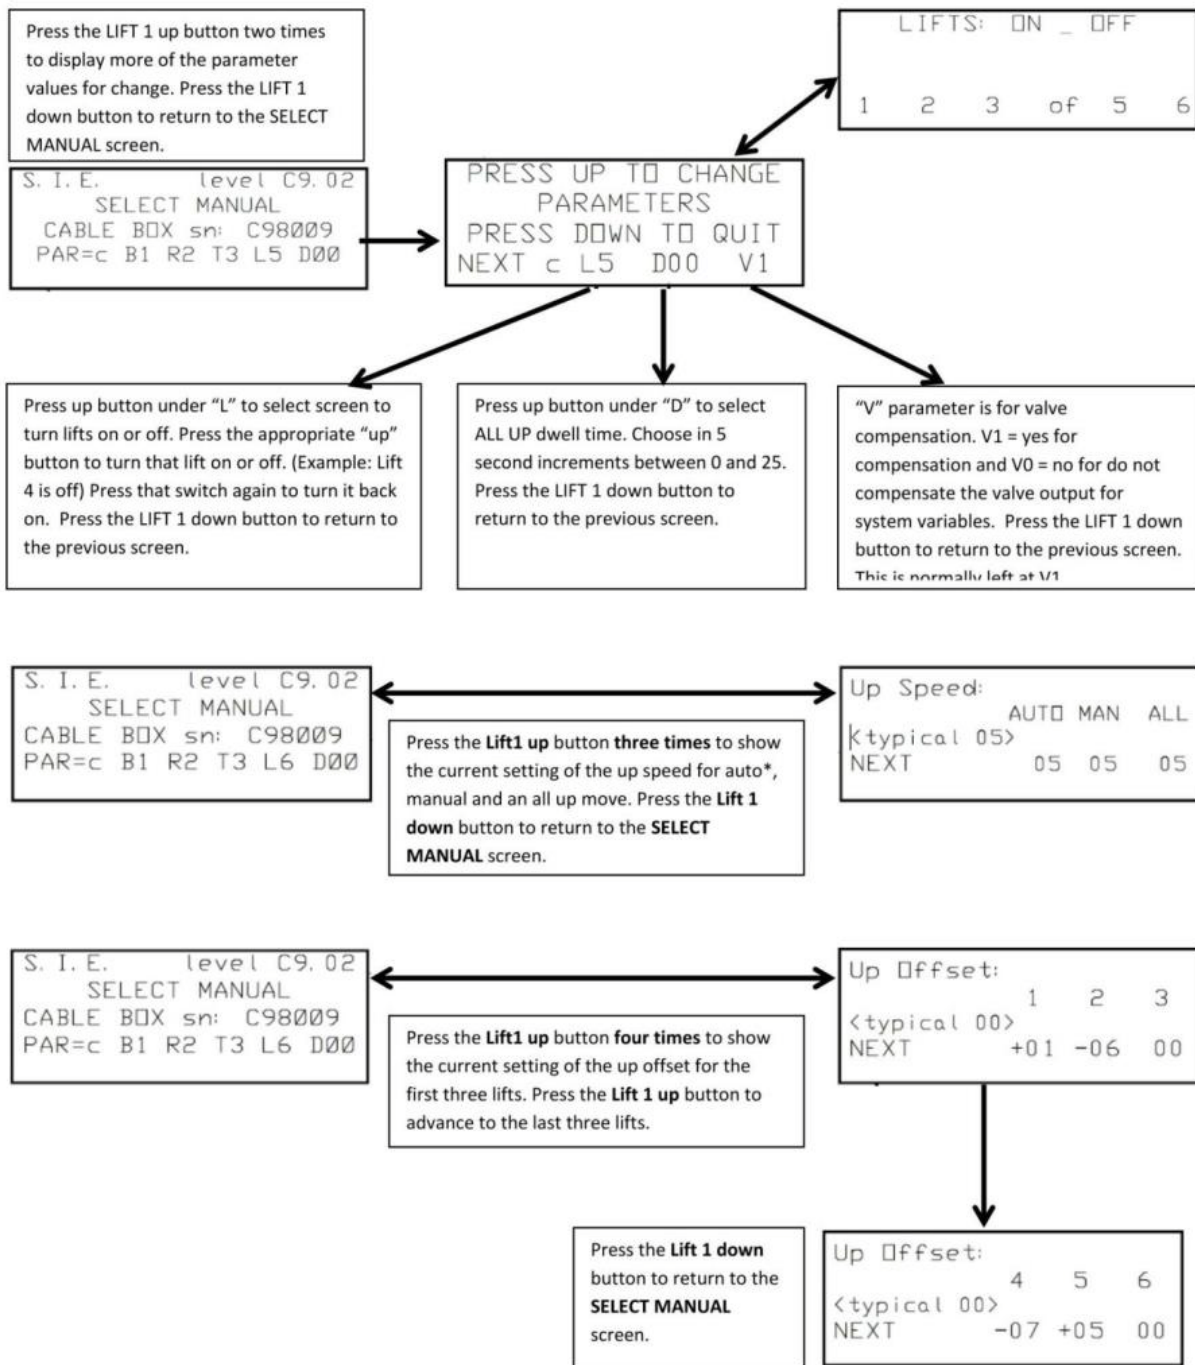 Press the LIFT 1 up button two times
to display more of the parameter
values for change. Press the LIFT 1
down button to return to the SELECT
MANUAL screen.
LIFTS: ON _ OFF
1 2 3 of 5 6
S. I. E. level C9.02
SELECT MANUAL
CABLE BOX sn: C98009
PAR=c B1 R2 T3 L5 D00
PRESS UP TO CHANGE
PARAMETERS
PRESS DOWN TO QUIT
NEXT c L5 D00 V1
Press up button under “L” to select screen to
turn lifts on or off. Press the appropriate “up”
button to turn that lift on or off. (Example: Lift
4 is off) Press that switch again to turn it back
on. Press the LIFT 1 down button to return to
the previous screen.
Press up button under “D” to select
ALL UP dwell time. Choose in 5
second increments between 0 and 25.
Press the LIFT 1 down button to
return to the previous screen.
“V” parameter is for valve
compensation. V1 = yes for
compensation and V0 = no for do not
compensate the valve output for
system variables. Press the LIFT 1 down
button to return to the previous screen.
This is normally left at V1
S. I. E. level C9.02
SELECT MANUAL
CABLE BOX sn: C98009
PAR=c B1 R2 T3 L6 D00
Press the Lift1 up button three times to show
the current setting of the up speed for auto*,
manual and an all up move. Press the Lift 1
down button to return to the SELECT
MANUAL screen.
Up Speed:
AUTO MAN ALL
<typical 05>
NEXT 05 05 05
S. I. E. level C9.02
SELECT MANUAL
CABLE BOX sn: C98009
PAR=c B1 R2 T3 L6 D00
Press the Lift1 up button four times to show
the current setting of the up offset for the
first three lifts. Press the Lift 1 up button to
advance to the last three lifts.
Up Offset:
1 2 3
<typical 00>
NEXT +01 -06 00
Press the Lift 1 down
button to return to the
SELECT MANUAL
screen.
Up Offset:
4 5 6
<typical 00>
NEXT -07 +05 00